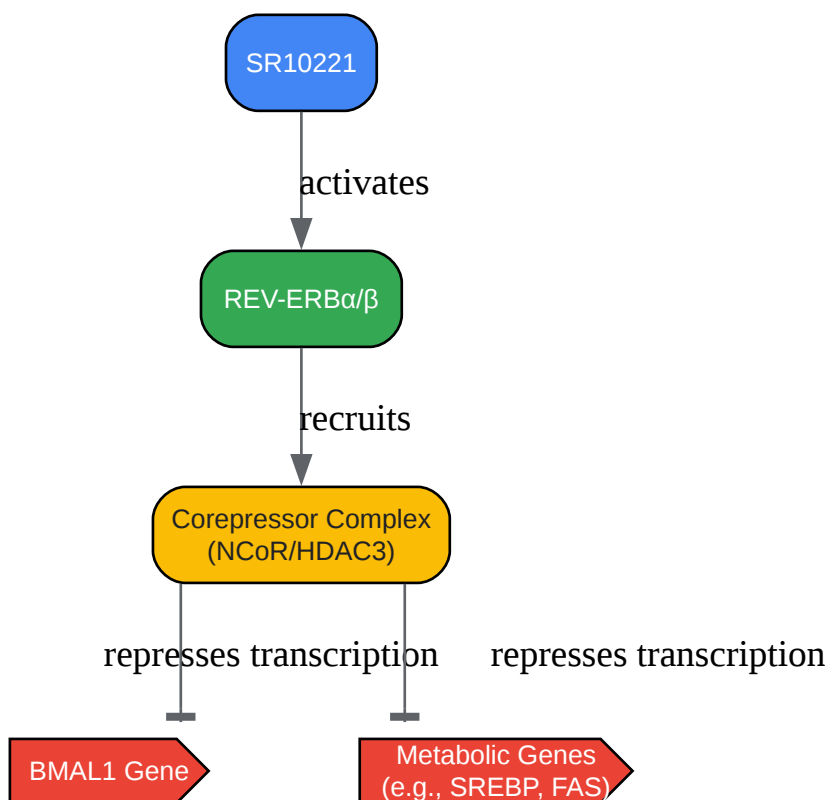 SR10221
activates
REV-ERBα/β
recruits
Corepressor Complex
(NCoR/HDAC3)
represses transcription
represses transcription
BMAL1 Gene
Metabolic Genes
(e.g., SREBP, FAS)